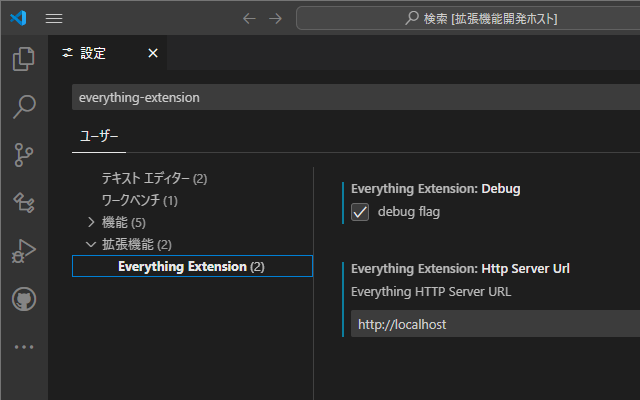 検索 [拡張機能開発ホスト]
設定
everything-extension
ユーザー
テキスト エディター (2)
ワークベンチ (1)
機能 (5)
拡張機能 (2)
Everything Extension (2)
Everything Extension: Debug
debug flag
Everything Extension: Http Server Url
Everything HTTP Server URL
http://localhost